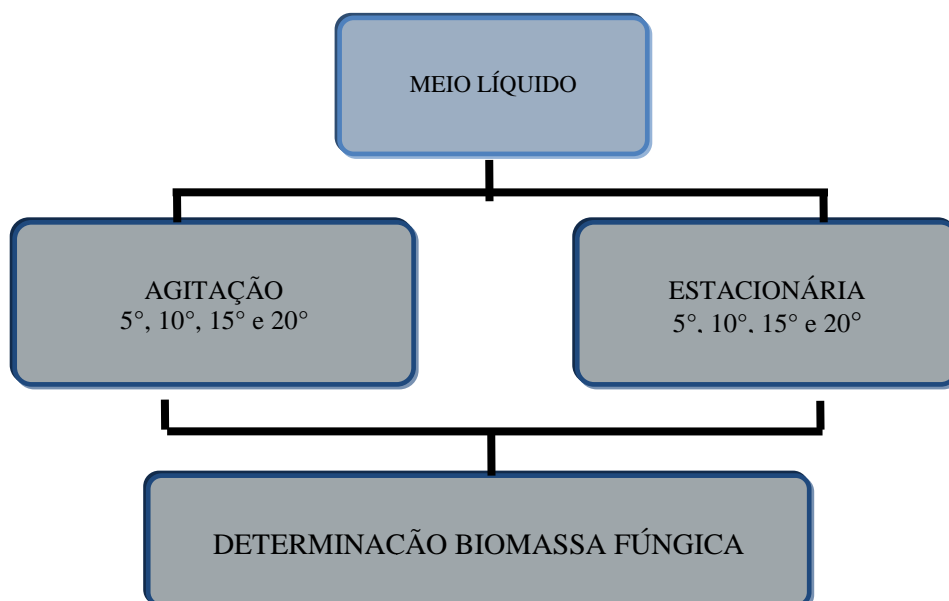 MEIO LÍQUIDO
AGITAÇÃO
5°, 10°, 15° e 20°
ESTACIONÁRIA
5°, 10°, 15° e 20°
DETERMINACÃO BIOMASSA FÚNGICA